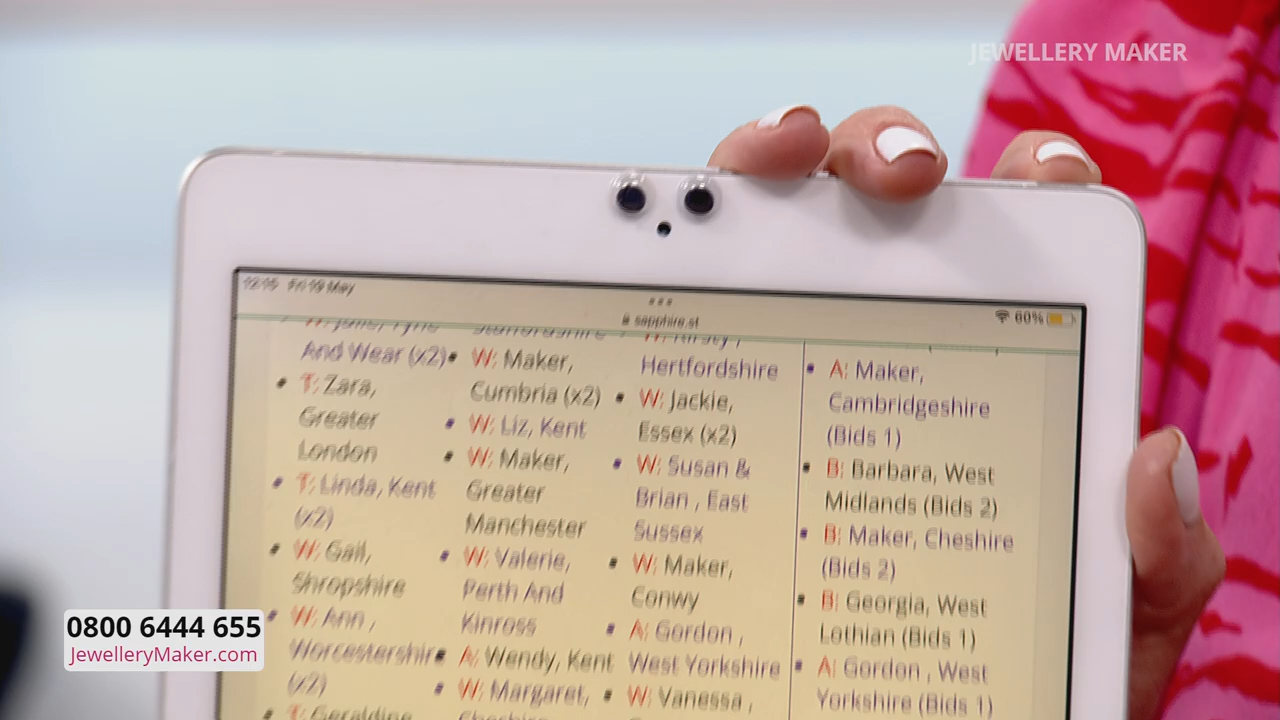 JEWELLERY MAKER
12:15 Fri 19 May
sapphire.st
60%
And Wear (x2)
T: Zara,
Greater
London
T: Linda, Kent
(x2)
W: Gail,
Shropshire
W: Ann ,
Worcestershire
(x2)
T: Geraldine
W: Maker,
Cumbria (x2)
W: Liz, Kent
W: Maker,
Greater
Manchester
W: Valerie,
Perth And
Kinross
A: Wendy, Kent
W: Margaret,
Hertfordshire
W: Jackie,
Essex (x2)
W: Susan &
Brian , East
Sussex
W: Maker,
Conwy
A: Gordon ,
West Yorkshire
W: Vanessa ,
A: Maker,
Cambridgeshire
(Bids 1)
B: Barbara, West
Midlands (Bids 2)
B: Maker, Cheshire
(Bids 2)
B: Georgia, West
Lothian (Bids 1)
A: Gordon , West
Yorkshire (Bids 1)
0800 6444 655
JewelleryMaker.com